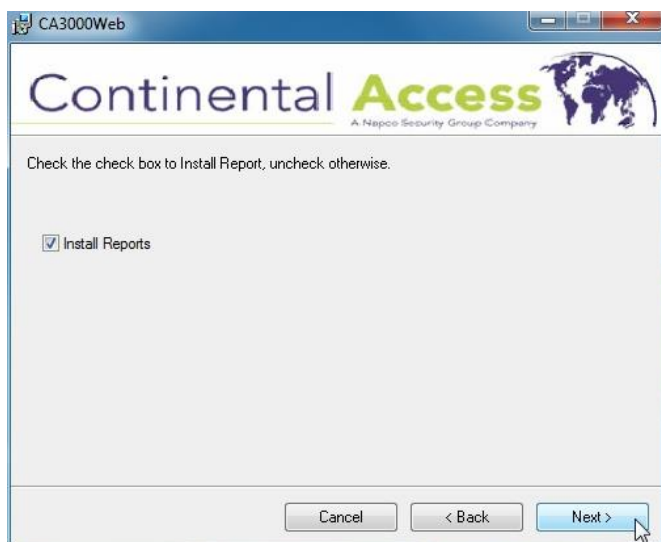 CA3000Web
Continental Access
A Napco Security Group Company
Check the check box to Install Report, uncheck otherwise.
Install Reports
Cancel
< Back
Next >